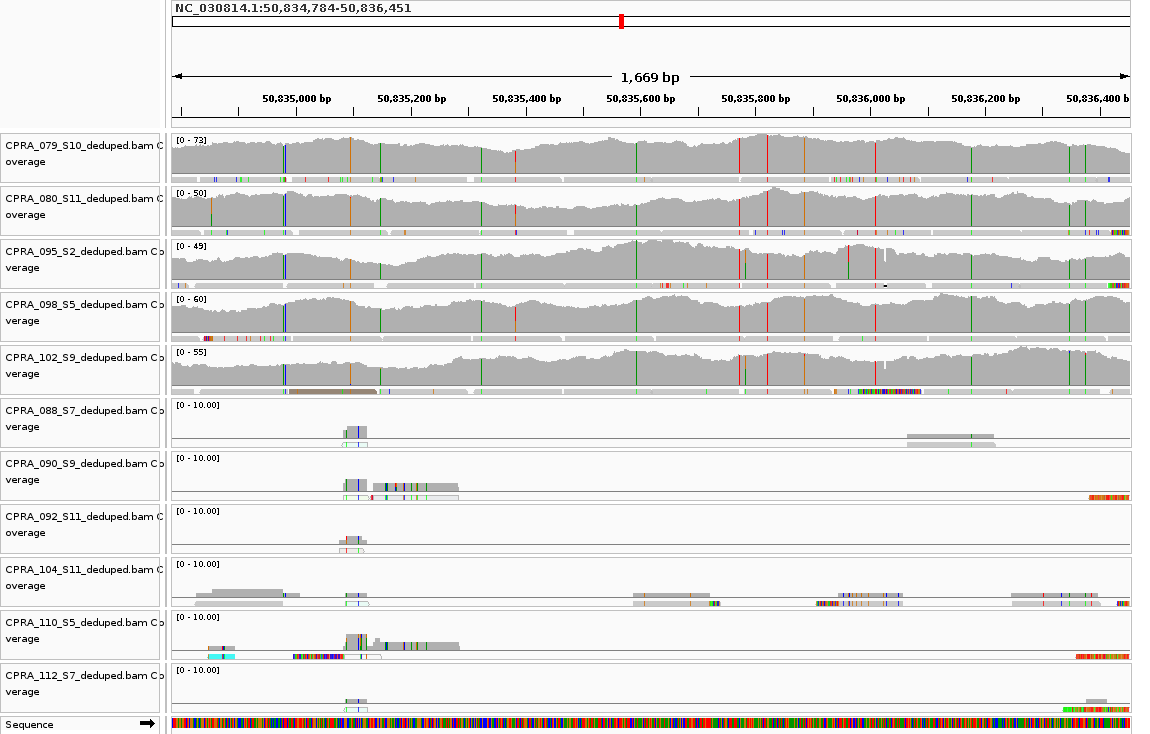 NC_030814.1:50,834,784-50,836,451
1,669 bp
50,835,000 bp 50,835,200 bp 50,835,400 bp 50,835,600 bp 50,835,800 bp 50,836,000 bp 50,836,200 bp 50,836,400 b
CPRA_079_S10_deduped.bam C [0 - 73]
overage
CPRA_080_S11_deduped.bam C [0 - 50]
overage
CPRA_095_S2_deduped.bam Co [0 - 49]
verage
CPRA_098_S5_deduped.bam Co [0 - 60]
verage
CPRA_102_S9_deduped.bam Co [0 - 55]
verage
CPRA_088_S7_deduped.bam Co [0 - 10.00]
verage
CPRA_090_S9_deduped.bam Co [0 - 10.00]
verage
CPRA_092_S11_deduped.bam C [0 - 10.00]
overage
CPRA_104_S11_deduped.bam C [0 - 10.00]
overage
CPRA_110_S5_deduped.bam Co [0 - 10.00]
verage
CPRA_112_S7_deduped.bam Co [0 - 10.00]
verage
Sequence